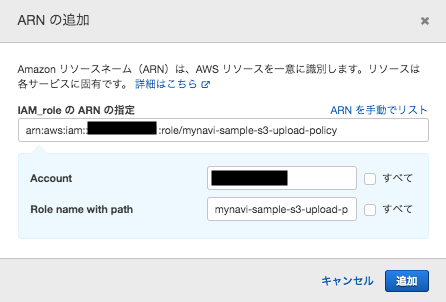 ARN の追加
Amazon リソースネーム（ARN）は、AWS リソースを一意に識別します。リソースは
各サービスに固有です。 詳細はこちら
IAM_role の ARN の指定 ARN を手動でリスト
arn:aws:iam:: :role/mynavi-sample-s3-upload-policy
Account すべて
Role name with path mynavi-sample-s3-upload-p すべて
キャンセル 追加